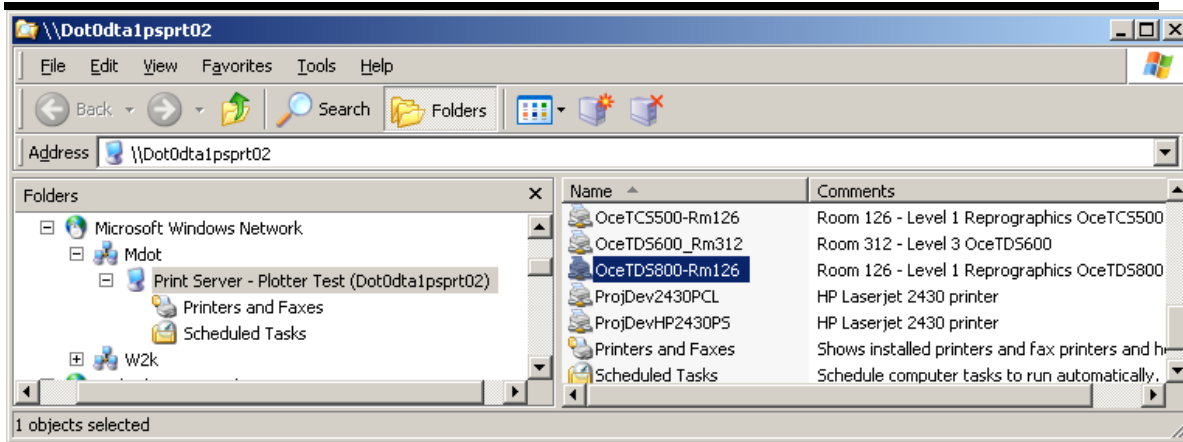 \\Dot0dta1psprt02
File Edit View Favorites Tools Help
Back Search Folders
Address \\Dot0dta1psprt02
Folders
Microsoft Windows Network
Mdot
Print Server - Plotter Test (Dot0dta1psprt02)
Printers and Faxes
Scheduled Tasks
W2k
Name Comments
OceTCS500-Rm126 Room 126 - Level 1 Reprographics OceTCS500
OceTDS600_Rm312 Room 312 - Level 3 OceTDS600
OceTDS800-Rm126 Room 126 - Level 1 Reprographics OceTDS800
ProjDev2430PCL HP Laserjet 2430 printer
ProjDevHP2430PS HP Laserjet 2430 printer
Printers and Faxes Shows installed printers and fax printers and
Scheduled Tasks Schedule computer tasks to run automatically.
1 objects selected